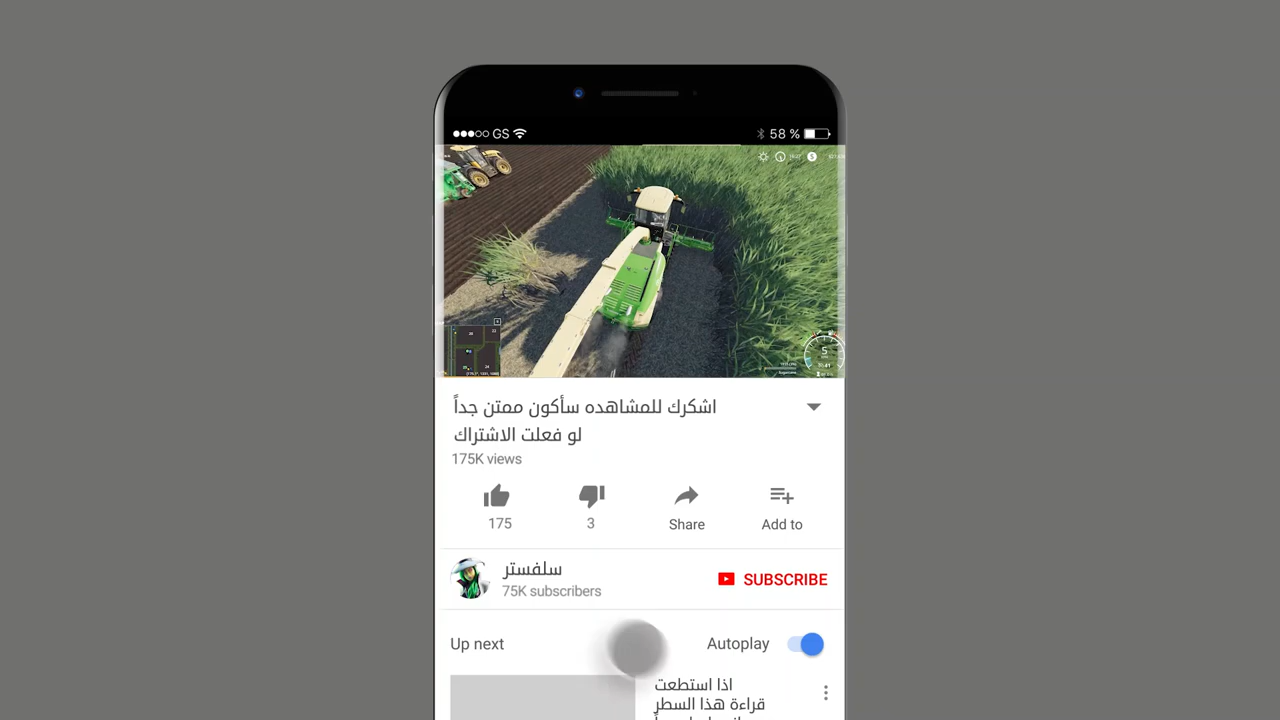 GS
58 %
اشكرك للمشاهده سأكون ممتن جداً
لو فعلت الاشتراك
175K views
175
3
Share
Add to
سلفستر
75K subscribers
SUBSCRIBE
Up next
Autoplay
اذا استطعت
قراءة هذا السطر